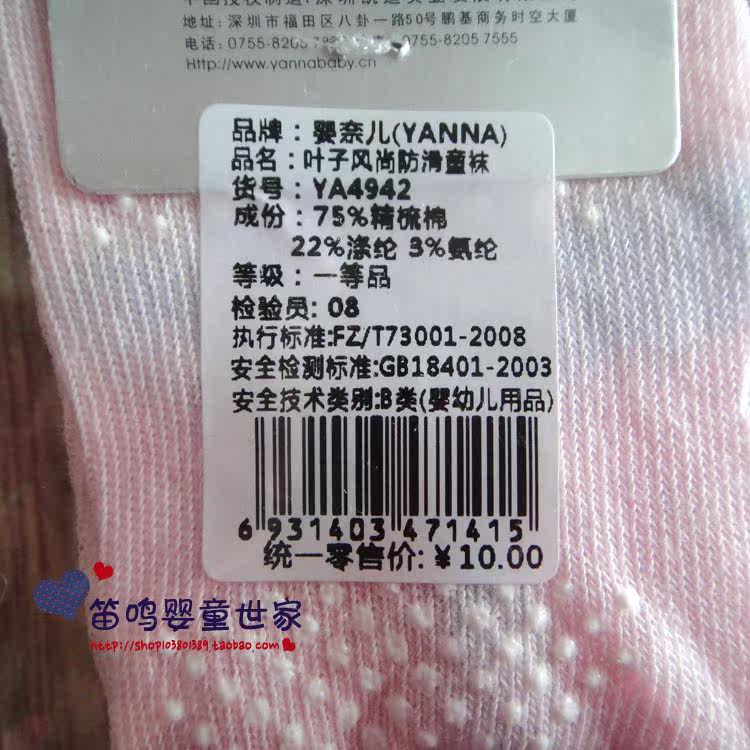 地址：深圳市福田区八卦一路50号鹏基商务时空大厦
电话：0755-8205 0755-8205 7555
Http://www.yannababy.cn
品牌：婴奈儿(YANNA)
品名：叶子风尚防滑童袜
货号：YA4942
成份：75%精梳棉
22%涤纶 3%氨纶
等级：一等品
检验员: 08
执行标准:FZ/T73001-2008
安全检测标准:GB18401-2003
安全技术类别:B类(婴幼儿用品)
6 931403 471415
统一零售价:￥10.00
笛鸣婴童世家
http://shop103801389.taobao.com